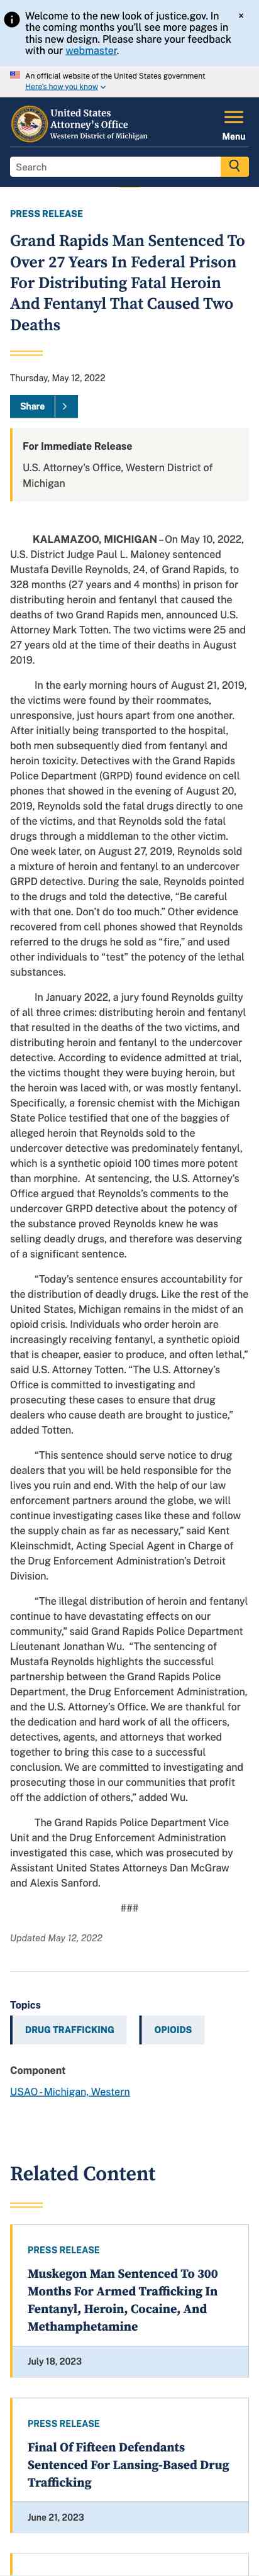 Welcome to the new look of justice.gov. In
the coming months you'll see more pages in
this new design. Please share your feedback
with our webmaster.
×
An official website of the United States government
Here's how you know
United States
Attorney's Office
Western District of Michigan
Menu
Search
PRESS RELEASE
Grand Rapids Man Sentenced To
Over 27 Years In Federal Prison
For Distributing Fatal Heroin
And Fentanyl That Caused Two
Deaths
Thursday, May 12, 2022
Share
For Immediate Release
U.S. Attorney's Office, Western District of
Michigan
KALAMAZOO, MICHIGAN – On May 10, 2022,
U.S. District Judge Paul L. Maloney sentenced
Mustafa Deville Reynolds, 24, of Grand Rapids, to
328 months (27 years and 4 months) in prison for
distributing heroin and fentanyl that caused the
deaths of two Grand Rapids men, announced U.S.
Attorney Mark Totten. The two victims were 25 and
27 years old at the time of their deaths in August
2019.
In the early morning hours of August 21, 2019,
the victims were found by their roommates,
unresponsive, just hours apart from one another.
After initially being transported to the hospital,
both men subsequently died from fentanyl and
heroin toxicity. Detectives with the Grand Rapids
Police Department (GRPD) found evidence on cell
phones that showed in the evening of August 20,
2019, Reynolds sold the fatal drugs directly to one
of the victims, and that Reynolds sold the fatal
drugs through a middleman to the other victim.
One week later, on August 27, 2019, Reynolds sold
a mixture of heroin and fentanyl to an undercover
GRPD detective. During the sale, Reynolds pointed
to the drugs and told the detective, “Be careful
with that one. Don’t do too much.” Other evidence
recovered from cell phones showed that Reynolds
referred to the drugs he sold as “fire,” and used
other individuals to “test” the potency of the lethal
substances.
In January 2022, a jury found Reynolds guilty
of all three crimes: distributing heroin and fentanyl
that resulted in the deaths of the two victims, and
distributing heroin and fentanyl to the undercover
detective. According to evidence admitted at trial,
the victims thought they were buying heroin, but
the heroin was laced with, or was mostly fentanyl.
Specifically, a forensic chemist with the Michigan
State Police testified that one of the baggies of
alleged heroin that Reynolds sold to the
undercover detective was predominately fentanyl,
which is a synthetic opioid 100 times more potent
than morphine. At sentencing, the U.S. Attorney’s
Office argued that Reynolds’s comments to the
undercover GRPD detective about the potency of
the substance proved Reynolds knew he was
selling deadly drugs, and therefore was deserving
of a significant sentence.
“Today’s sentence ensures accountability for
the distribution of deadly drugs. Like the rest of the
United States, Michigan remains in the midst of an
opioid crisis. Individuals who order heroin are
increasingly receiving fentanyl, a synthetic opioid
that is cheaper, easier to produce, and often lethal,”
said U.S. Attorney Totten. “The U.S. Attorney’s
Office is committed to investigating and
prosecuting these cases to ensure that drug
dealers who cause death are brought to justice,”
added Totten.
“This sentence should serve notice to drug
dealers that you will be held responsible for the
lives you ruin and end. With the help of our law
enforcement partners around the globe, we will
continue investigating cases like these and follow
the supply chain as far as necessary,” said Kent
Kleinschmidt, Acting Special Agent in Charge of
the Drug Enforcement Administration’s Detroit
Division.
“The illegal distribution of heroin and fentanyl
continue to have devastating effects on our
community,” said Grand Rapids Police Department
Lieutenant Jonathan Wu. “The sentencing of
Mustafa Reynolds highlights the successful
partnership between the Grand Rapids Police
Department, the Drug Enforcement Administration,
and the U.S. Attorney’s Office. We are thankful for
the dedication and hard work of all the officers,
detectives, agents, and attorneys that worked
together to bring this case to a successful
conclusion. We are committed to investigating and
prosecuting those in our communities that profit
off the addiction of others,” added Wu.
The Grand Rapids Police Department Vice
Unit and the Drug Enforcement Administration
investigated this case, which was prosecuted by
Assistant United States Attorneys Dan McGraw
and Alexis Sanford.
###
Updated May 12, 2022
Topics
DRUG TRAFFICKING
OPIOIDS
Component
USAO - Michigan, Western
Related Content
PRESS RELEASE
Muskegon Man Sentenced To 300
Months For Armed Trafficking In
Fentanyl, Heroin, Cocaine, And
Methamphetamine
July 18, 2023
PRESS RELEASE
Final Of Fifteen Defendants
Sentenced For Lansing-Based Drug
Trafficking
June 21, 2023